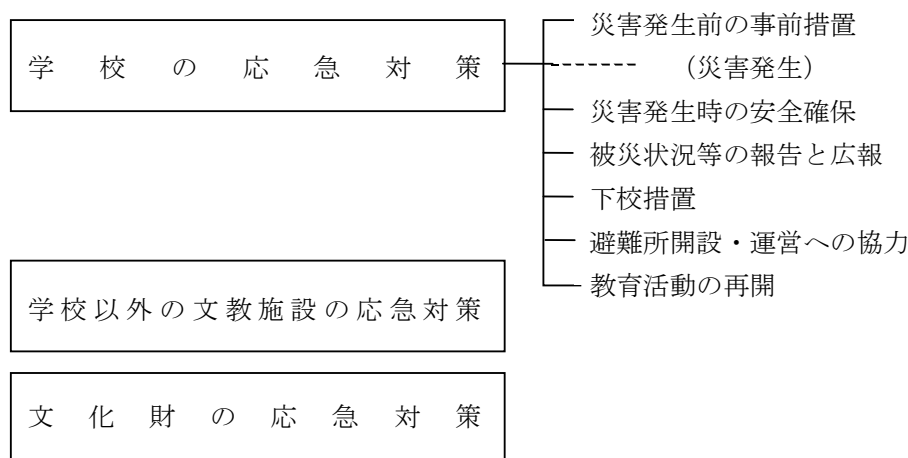 学校の応急対策
災害発生前の事前措置
（災害発生）
災害発生時の安全確保
被災状況等の報告と広報
下校措置
避難所開設・運営への協力
教育活動の再開
学校以外の文教施設の応急対策
文化財の応急対策